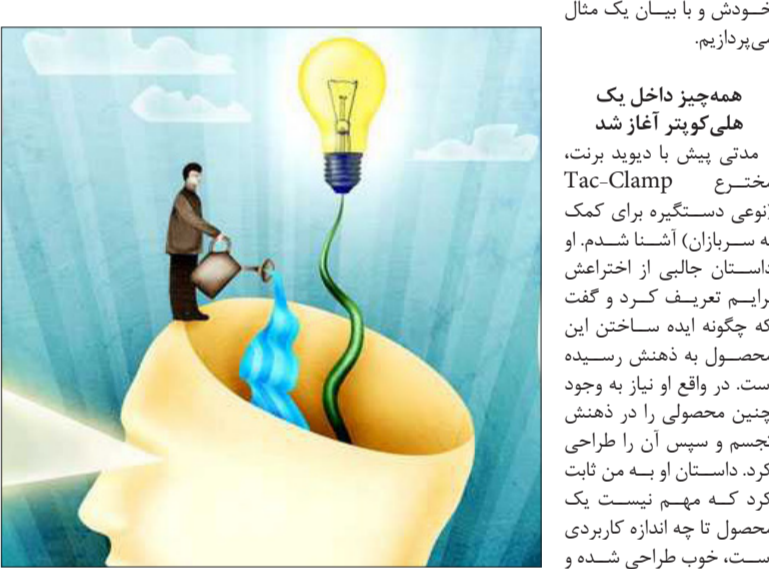 خودش و با بیان یک مثال
می‌پردازیم.
همه‌چیز داخل یک
هلی‌کوپتر آغاز شد
مدتی پیش با دیوید برنت،
مخترع Tac-Clamp
(نوعی دستگیره برای کمک
به سربازان) آشنا شدم. او
داستان جالبی از اختراعش
برایم تعریف کرد و گفت
که چگونه ایده ساختن این
محصول به ذهنش رسیده
است. در واقع او نیاز به وجود
چنین محصولی را در ذهنش
تجسم و سپس آن را طراحی
کرد. داستان او به من ثابت
کرد که مهم نیست یک
محصول تا چه اندازه کاربردی
است، خوب طراحی شده و